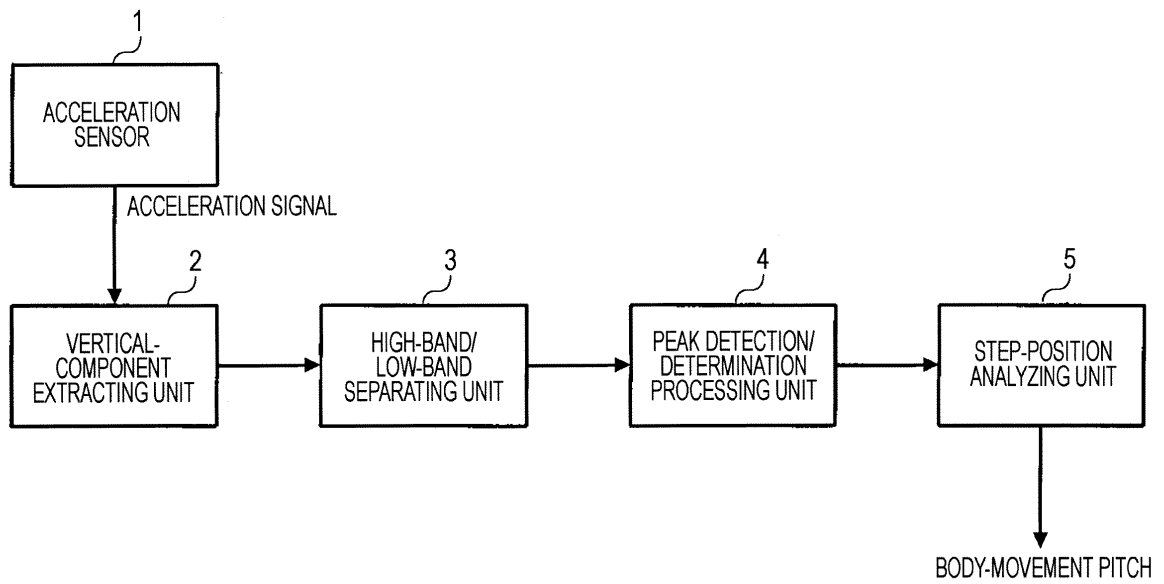 1
ACCELERATION
SENSOR
ACCELERATION SIGNAL
2
VERTICAL-
COMPONENT
EXTRACTING UNIT
3
HIGH-BAND/
LOW-BAND
SEPARATING UNIT
4
PEAK DETECTION/
DETERMINATION
PROCESSING UNIT
5
STEP-POSITION
ANALYZING UNIT
BODY-MOVEMENT PITCH